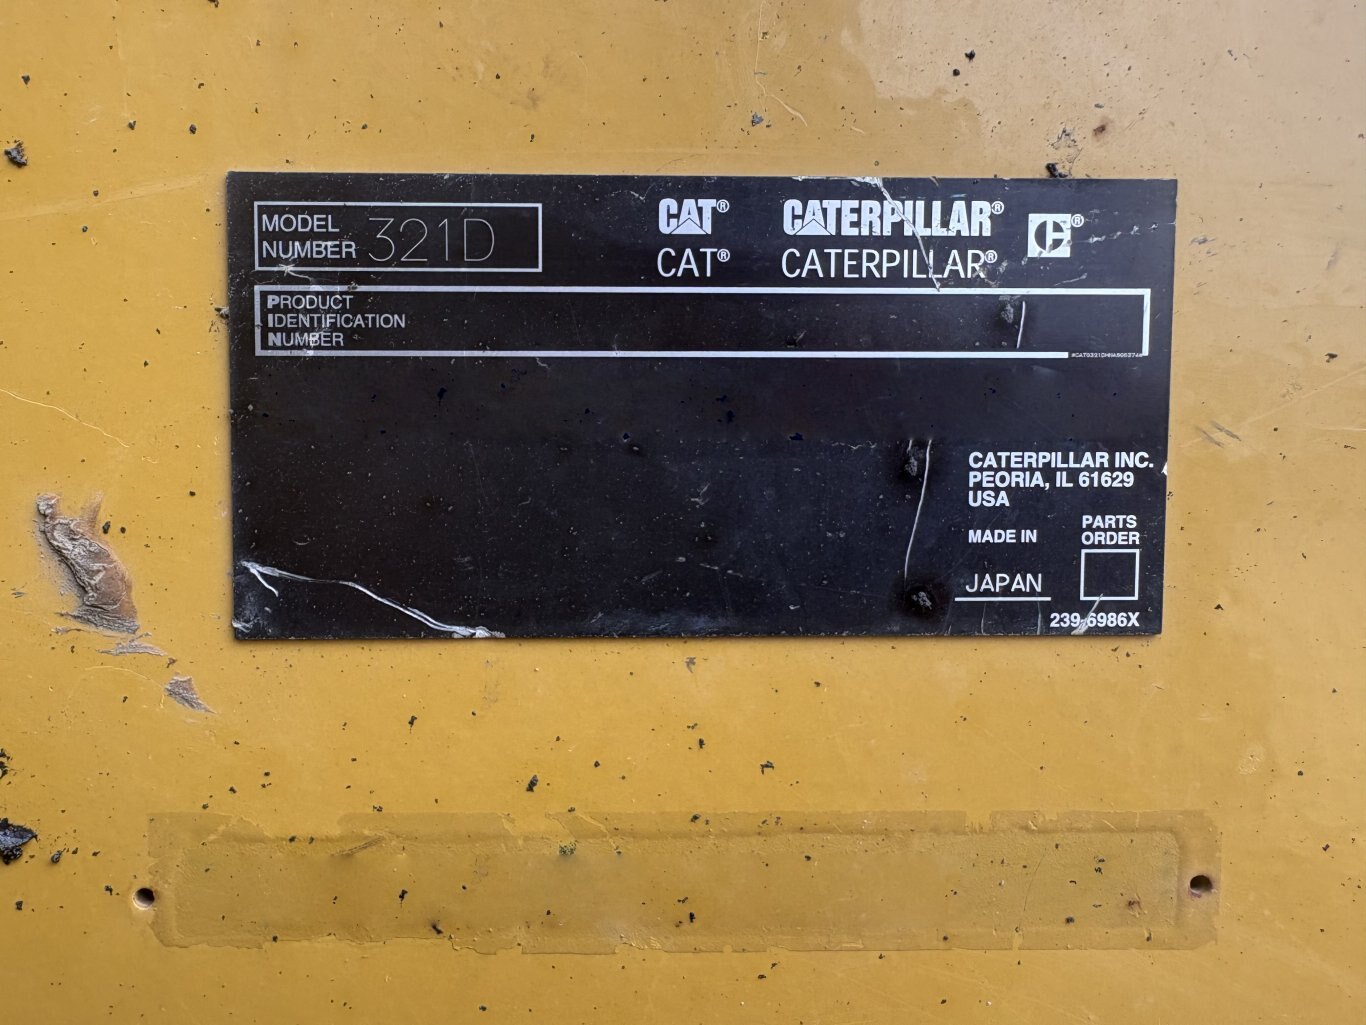 MODEL
NUMBER 321D
CAT® CATERPILLAR® ®
CAT® CATERPILLAR®
PRODUCT
IDENTIFICATION
NUMBER
CATERPILLAR INC.
PEORIA, IL 61629
USA
MADE IN
JAPAN
PARTS
ORDER
239-6986X